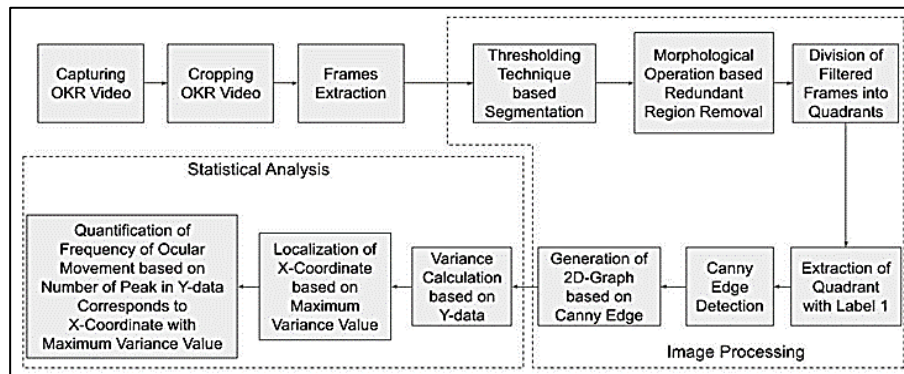 Capturing
OKR Video
Cropping
OKR Video
Frames
Extraction
Thresholding
Technique
based
Segmentation
Morphological
Operation based
Redundant
Region Removal
Division of
Filtered
Frames into
Quadrants
Extraction of
Quadrant
with Label 1
Canny
Edge
Detection
Generation of
2D-Graph
based on
Canny Edge
Image Processing
Statistical Analysis
Variance
Calculation
based on
Y-data
Localization of
X-Coordinate
based on
Maximum
Variance Value
Quantification of
Frequency of Ocular
Movement based on
Number of Peak in Y-data
Corresponds to
X-Coordinate with
Maximum Variance Value